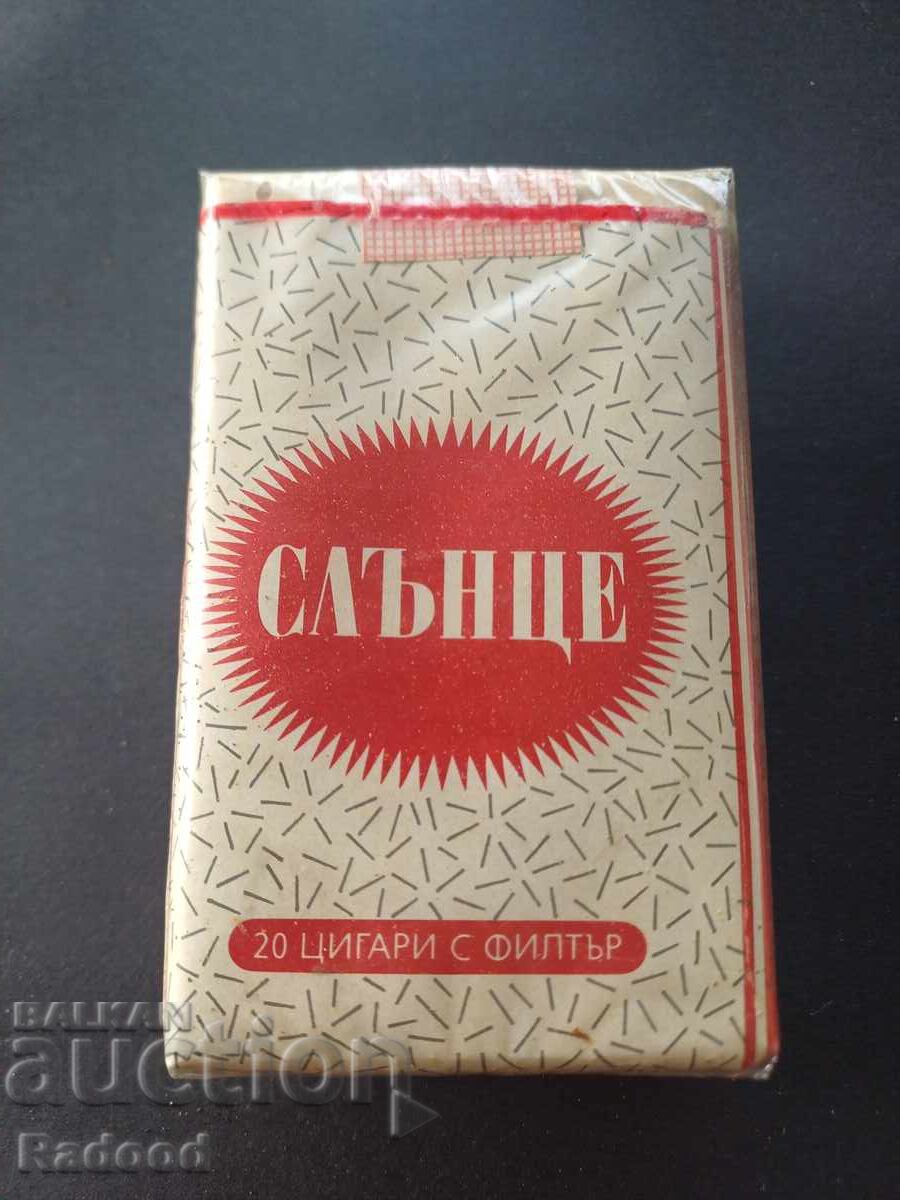 СЛЪНЦЕ
20 ЦИГАРИ С ФИЛТЪР
BALKAN
auction
Radood